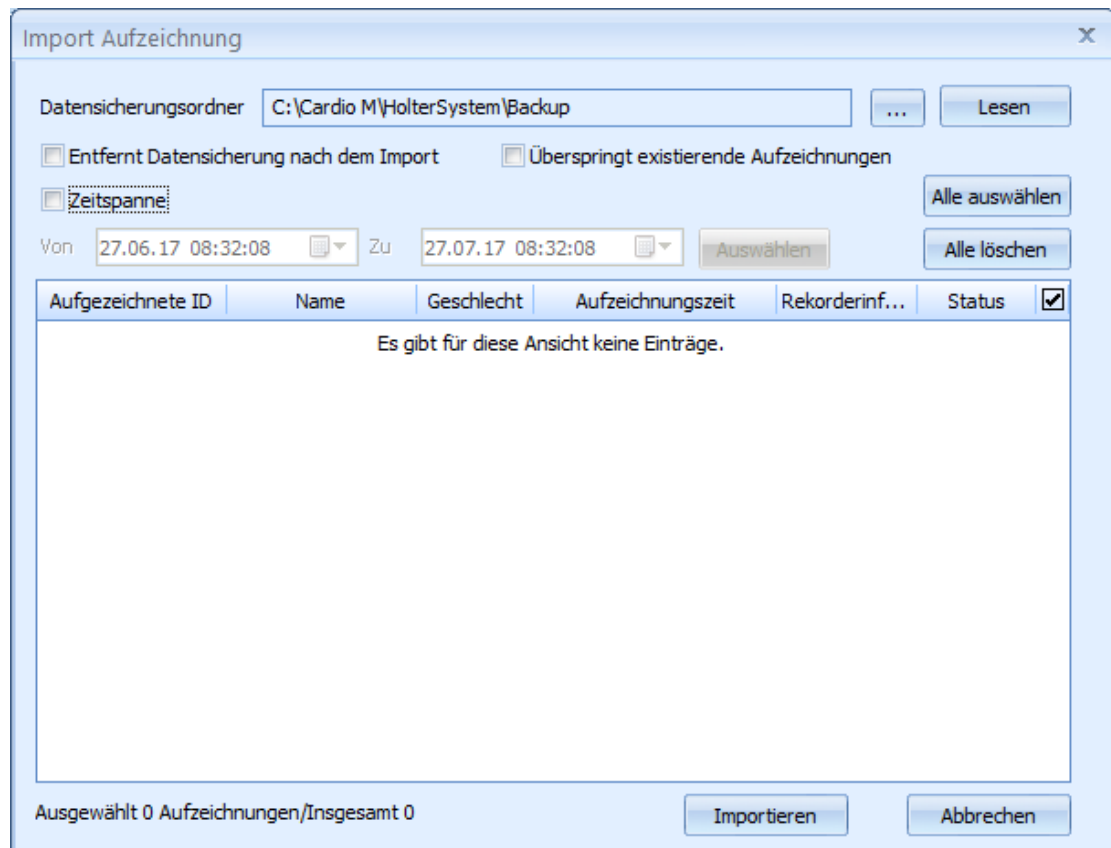 Import Aufzeichnung x
Datensicherungsordner C:\Cardio M\HolterSystem\Backup ... Lesen
Entfernt Datensicherung nach dem Import Überspringt existierende Aufzeichnungen
Zeitspanne Alle auswählen
Von 27.06.17 08:32:08 Zu 27.07.17 08:32:08 Auswählen Alle löschen
Aufgezeichnete ID Name Geschlecht Aufzeichnungszeit Rekorderinf... Status
Es gibt für diese Ansicht keine Einträge.
Ausgewählt 0 Aufzeichnungen/Insgesamt 0 Importieren Abbrechen